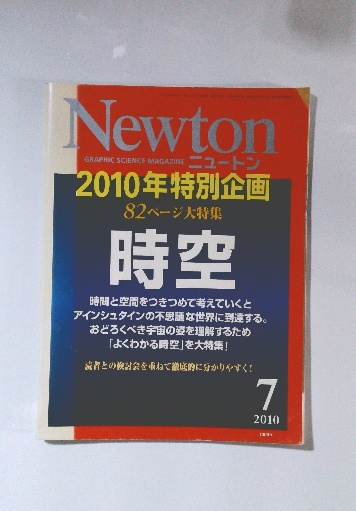 Newton
GRAPHIC SCIENCE MAGAZINE ニュートン
2010年特別企画
82ページ大特集
時空
時間と空間をつきつめて考えていくと
アインシュタインの不思議な世界に到達する。
おどろくべき宇宙の姿を理解するため
「よくわかる時空」を大特集!
読者との検討会を重ねて徹底的に分かりやすく!
7
2010